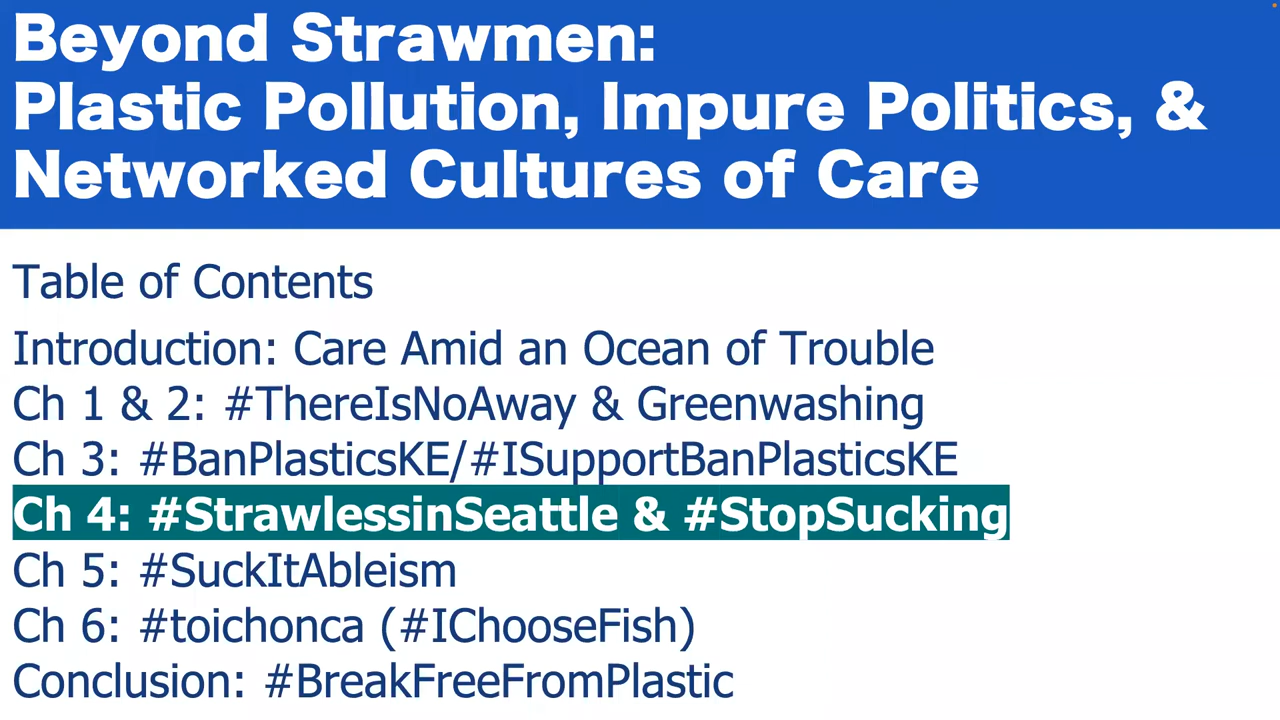 Beyond Strawmen:
Plastic Pollution, Impure Politics, &
Networked Cultures of Care
Table of Contents
Introduction: Care Amid an Ocean of Trouble
Ch 1 & 2: #ThereIsNoAway & Greenwashing
Ch 3: #BanPlasticsKE/#ISupportBanPlasticsKE
Ch 4: #StrawlessinSeattle & #StopSucking
Ch 5: #SuckItAbleism
Ch 6: #toichonca (#IChooseFish)
Conclusion: #BreakFreeFromPlastic